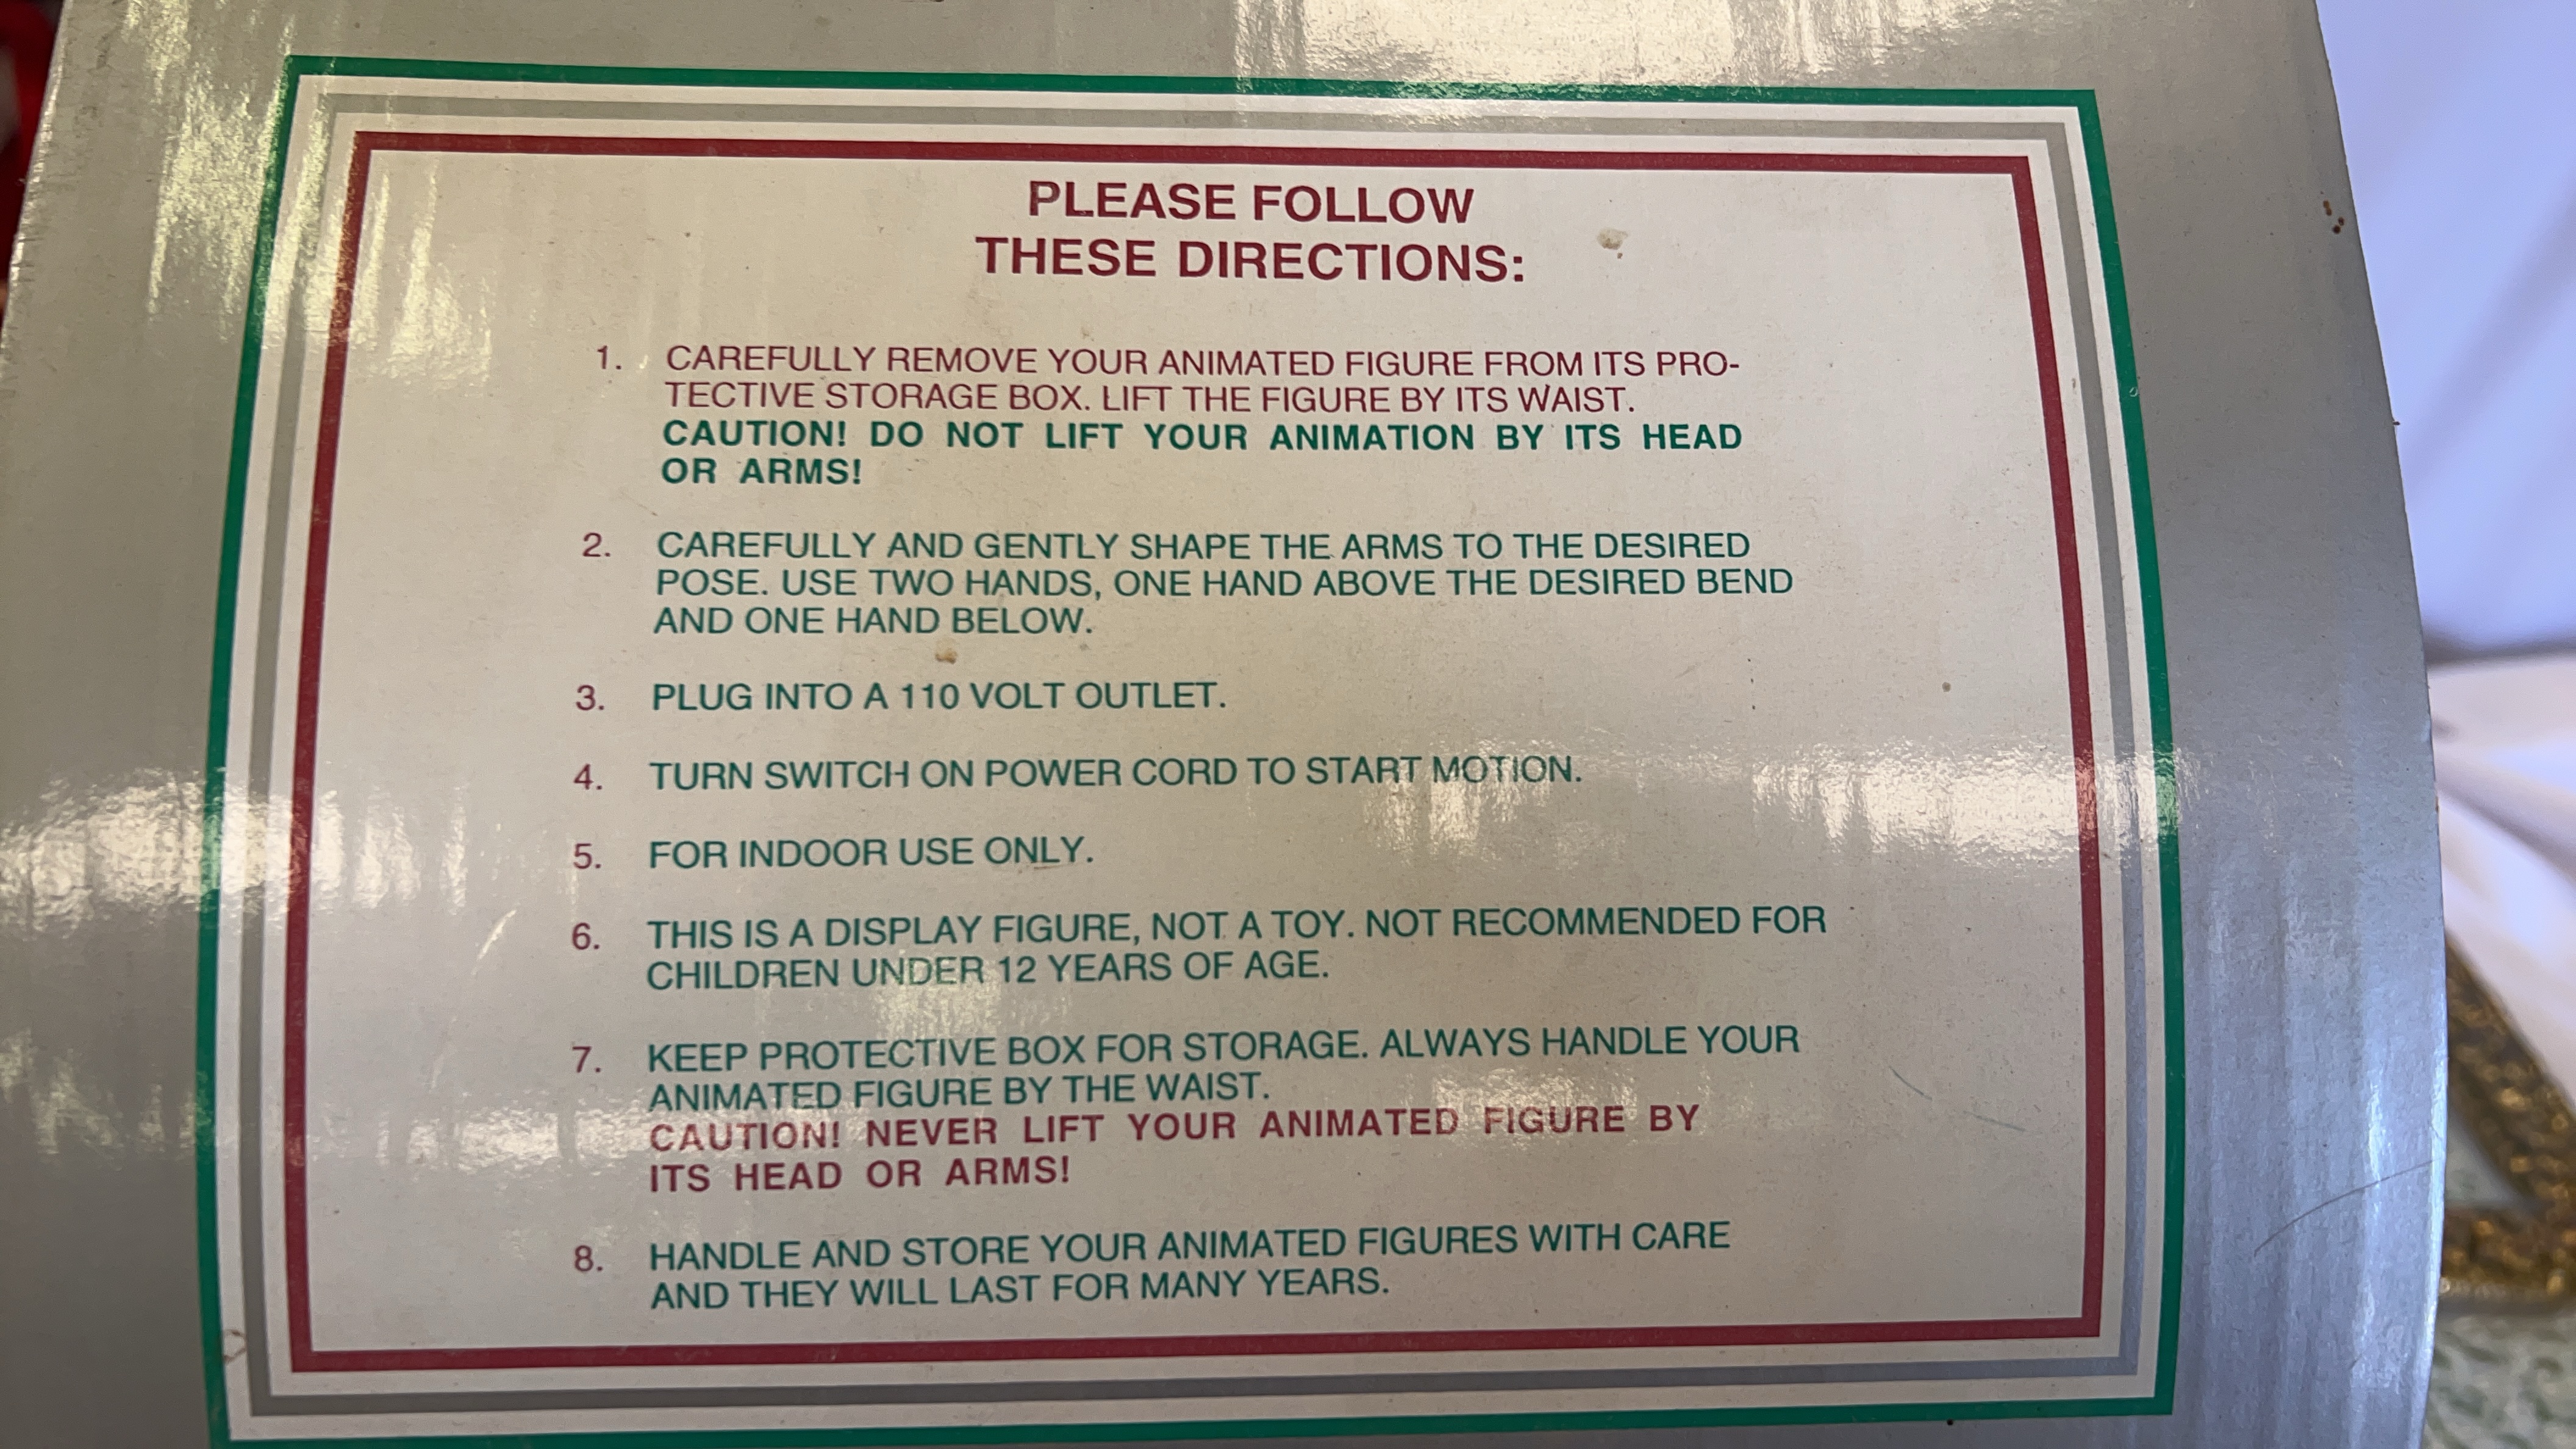 PLEASE FOLLOW
THESE DIRECTIONS:
1. CAREFULLY REMOVE YOUR ANIMATED FIGURE FROM ITS PRO-
TECTIVE STORAGE BOX. LIFT THE FIGURE BY ITS WAIST.
CAUTION! DO NOT LIFT YOUR ANIMATION BY ITS HEAD
OR ARMS!
2. CAREFULLY AND GENTLY SHAPE THE ARMS TO THE DESIRED
POSE. USE TWO HANDS, ONE HAND ABOVE THE DESIRED BEND
AND ONE HAND BELOW.
3. PLUG INTO A 110 VOLT OUTLET.
4. TURN SWITCH ON POWER CORD TO START MOTION.
5. FOR INDOOR USE ONLY.
6. THIS IS A DISPLAY FIGURE, NOT A TOY. NOT RECOMMENDED FOR
CHILDREN UNDER 12 YEARS OF AGE.
7. KEEP PROTECTIVE BOX FOR STORAGE. ALWAYS HANDLE YOUR
ANIMATED FIGURE BY THE WAIST.
CAUTION! NEVER LIFT YOUR ANIMATED FIGURE BY
ITS HEAD OR ARMS!
8. HANDLE AND STORE YOUR ANIMATED FIGURES WITH CARE
AND THEY WILL LAST FOR MANY YEARS.